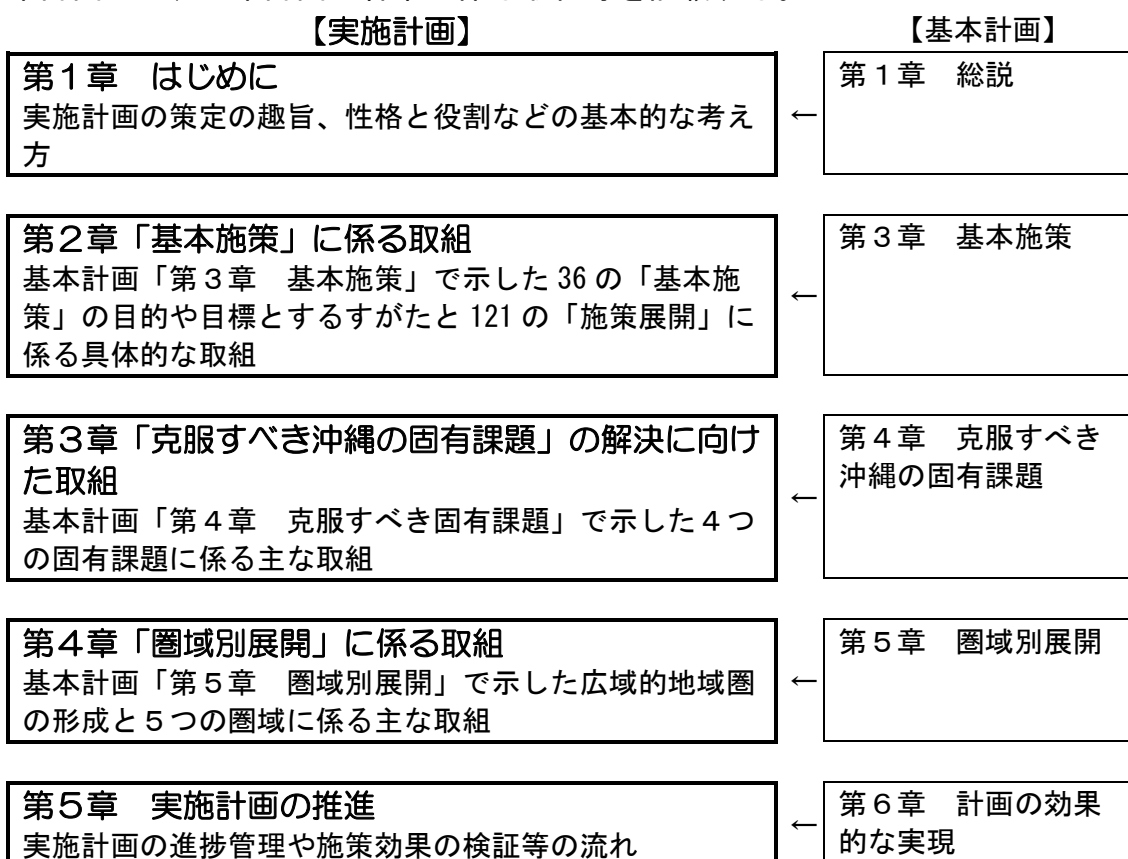 【実施計画】
【基本計画】
第１章　はじめに
実施計画の策定の趣旨、性格と役割などの基本的な考え
方
←
第１章　総説
第２章「基本施策」に係る取組
基本計画「第３章　基本施策」で示した 36 の「基本施
策」の目的や目標とするすがたと 121 の「施策展開」に
係る具体的な取組
←
第３章　基本施策
第３章「克服すべき沖縄の固有課題」の解決に向け
た取組
基本計画「第４章　克服すべき固有課題」で示した４つ
の固有課題に係る主な取組
←
第４章　克服すべき
沖縄の固有課題
第４章「圏域別展開」に係る取組
基本計画「第５章　圏域別展開」で示した広域的地域圏
の形成と５つの圏域に係る主な取組
←
第５章　圏域別展開
第５章　実施計画の推進
実施計画の進捗管理や施策効果の検証等の流れ
←
第６章　計画の効果
的な実現